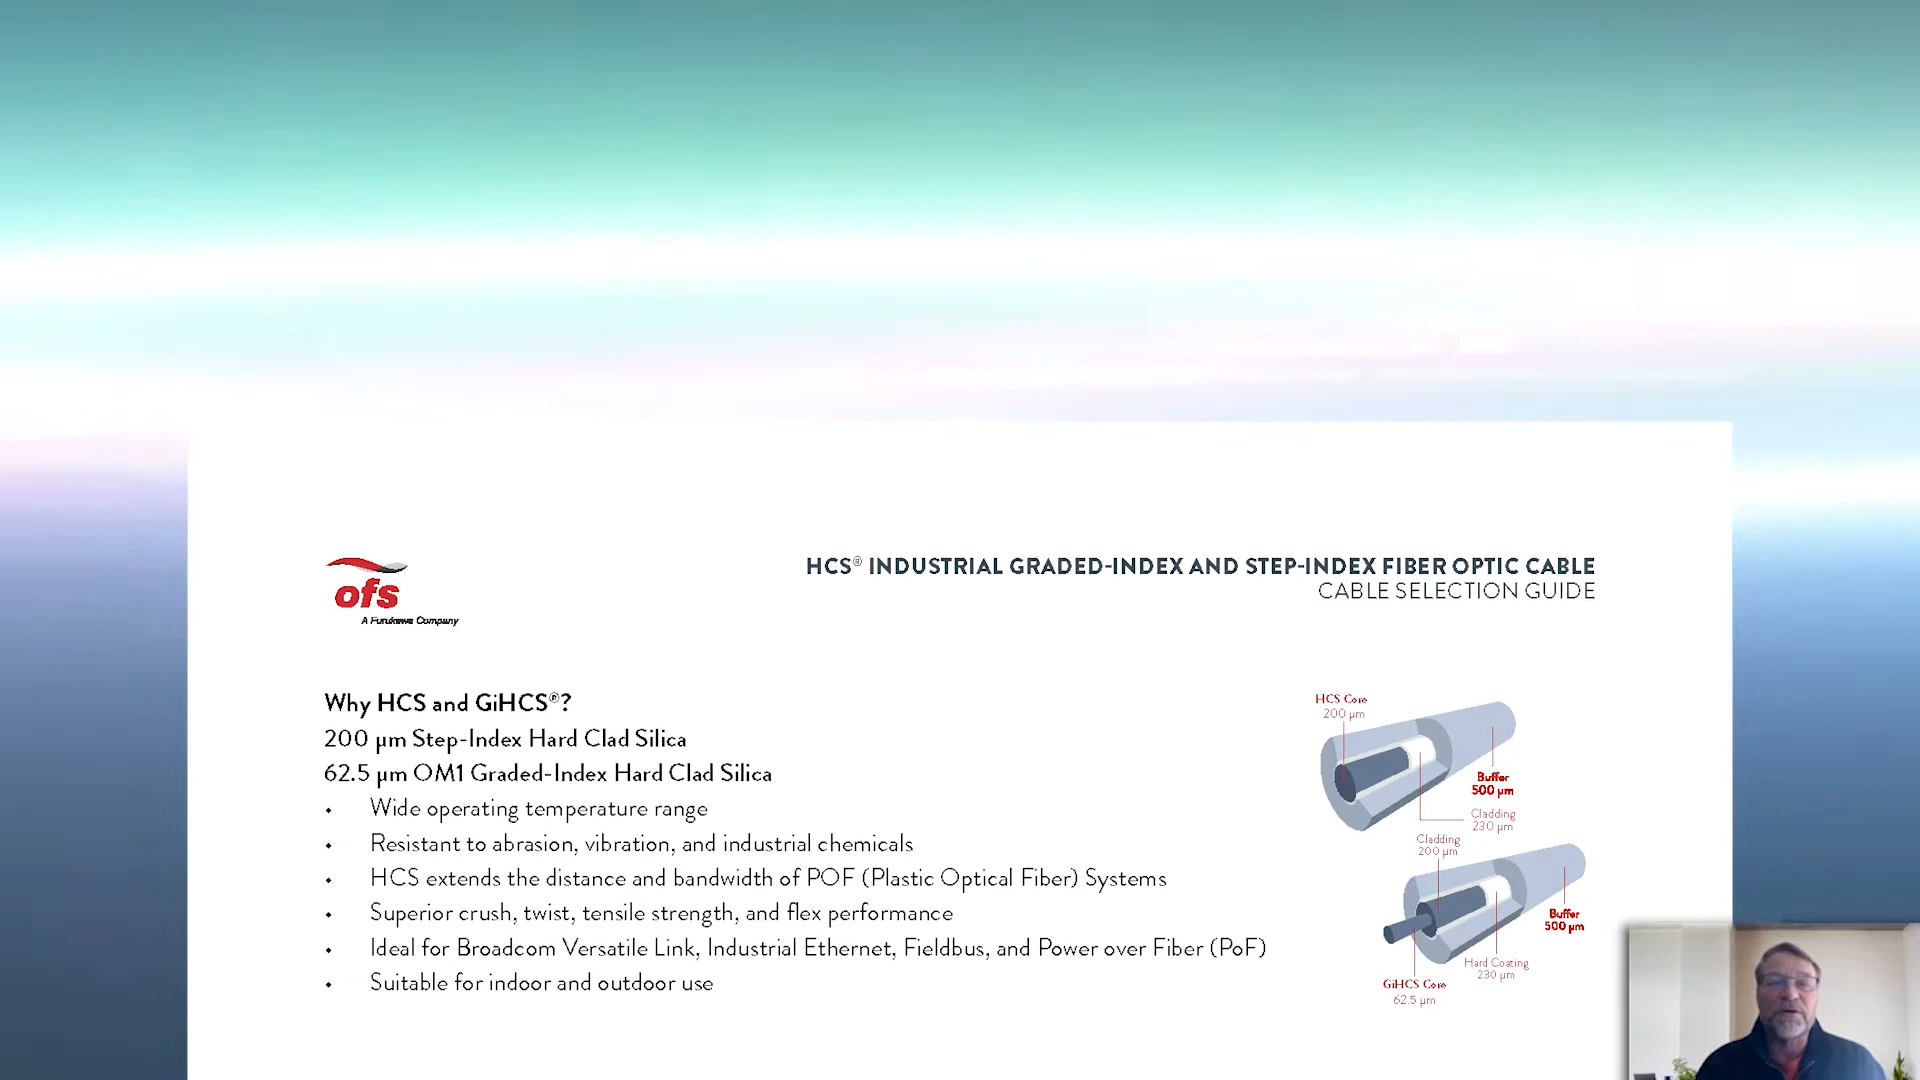 ofs
A Furukawa Company
HCS® INDUSTRIAL GRADED-INDEX AND STEP-INDEX FIBER OPTIC CABLE
CABLE SELECTION GUIDE
Why HCS and GiHCS®?
200 µm Step-Index Hard Clad Silica
62.5 µm OM1 Graded-Index Hard Clad Silica
• Wide operating temperature range
• Resistant to abrasion, vibration, and industrial chemicals
• HCS extends the distance and bandwidth of POF (Plastic Optical Fiber) Systems
• Superior crush, twist, tensile strength, and flex performance
• Ideal for Broadcom Versatile Link, Industrial Ethernet, Fieldbus, and Power over Fiber (PoF)
• Suitable for indoor and outdoor use
HCS Core
200 µm
Buffer
500 µm
Cladding
230 µm
Cladding
200 µm
Buffer
500 µm
Hard Coating
230 µm
GiHCS Core
62.5 µm